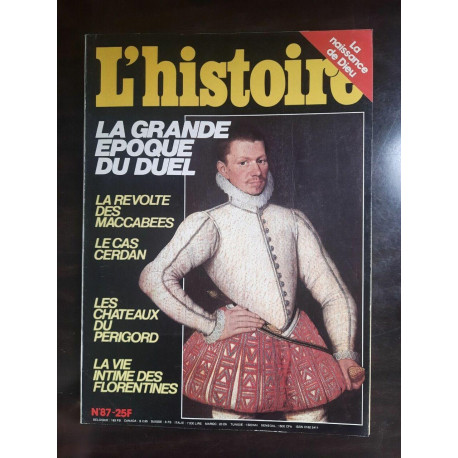 L'histoire
La
naissance
de Dieu
LA GRANDE
EPOQUE
DU DUEL
LA REVOLTE
DES
MACCABEES
LE CAS
CERDAN
LES
CHATEAUX
DU
PERIGORD
LA VIE
INTIME DES
FLORENTINES
N°87-25F